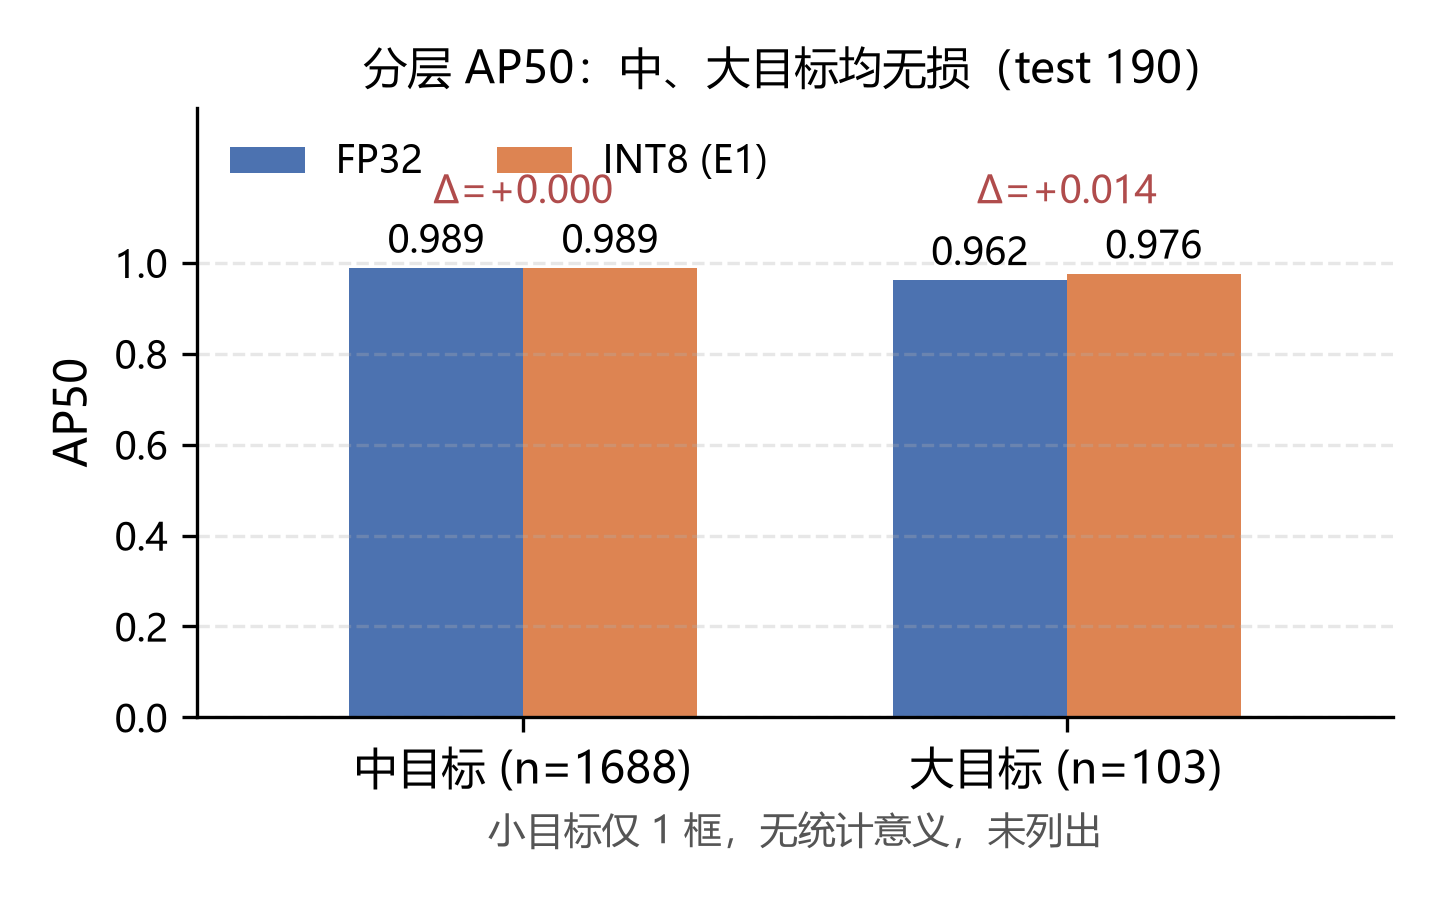 分层 AP50：中、大目标均无损（test 190）
FP32
INT8 (E1)
Δ=+0.000
Δ=+0.014
0.989
0.989
0.962
0.976
AP50
1.0
0.8
0.6
0.4
0.2
0.0
中目标 (n=1688)
大目标 (n=103)
小目标仅 1 框，无统计意义，未列出